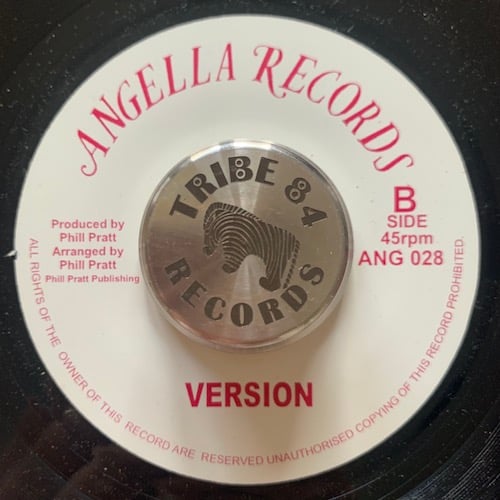 ANGELLA RECORDS
TRIBE 84
RECORDS
B
SIDE
45rpm
ANG 028
Produced by
Phill Pratt
Arranged by
Phill Pratt
Phill Pratt Publishing
VERSION
ALL RIGHTS OF THE OWNER OF THIS RECORD ARE RESERVED UNAUTHORISED COPYING OF THIS RECORD PROHIBITED.